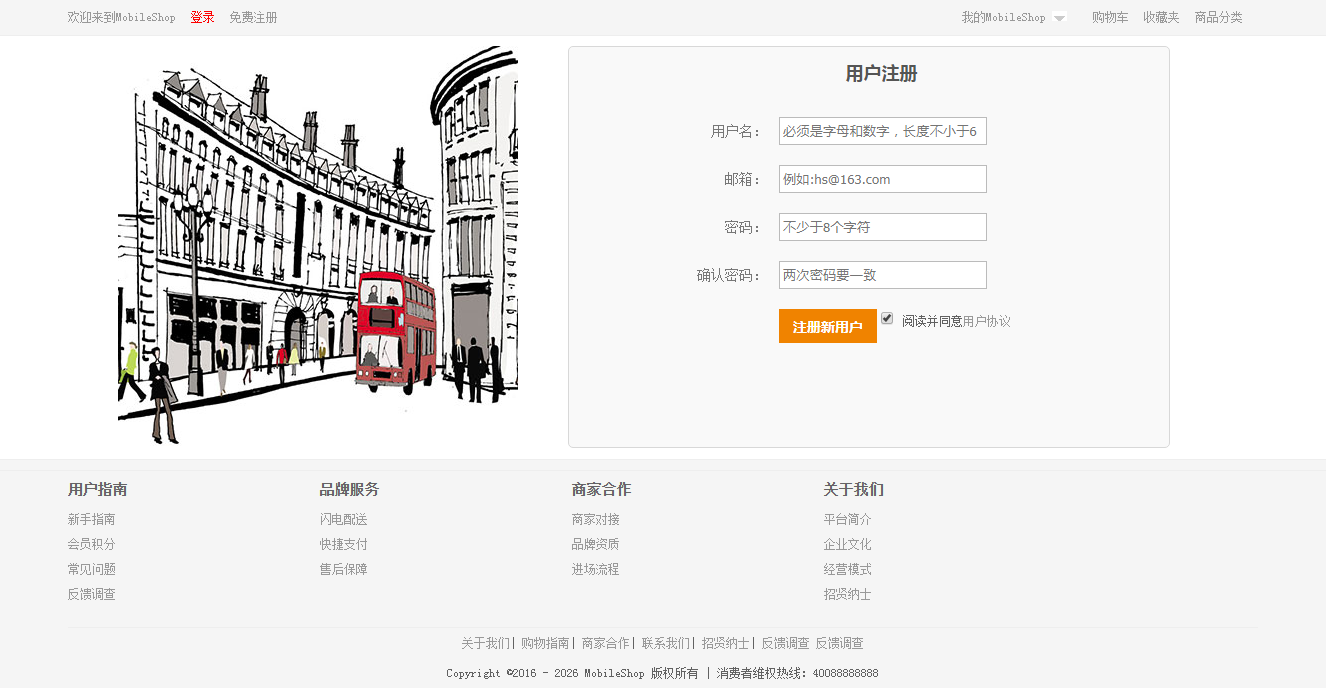 欢迎来到MobileShop 登录 免费注册 我的MobileShop 购物车 收藏夹 商品分类
用户注册
用户名： 必须是字母和数字，长度不小于6
邮箱： 例如:hs@163.com
密码： 不少于8个字符
确认密码： 两次密码要一致
注册新用户 阅读并同意用户协议
用户指南 品牌服务 商家合作 关于我们
新手指南 闪电配送 商家对接 平台简介
会员积分 快捷支付 品牌资质 企业文化
常见问题 售后保障 进场流程 经营模式
反馈调查 招贤纳士
关于我们| 购物指南| 商家合作| 联系我们| 招贤纳士| 反馈调查 反馈调查
Copyright ©2016 - 2026 MobileShop 版权所有 | 消费者维权热线：40088888888